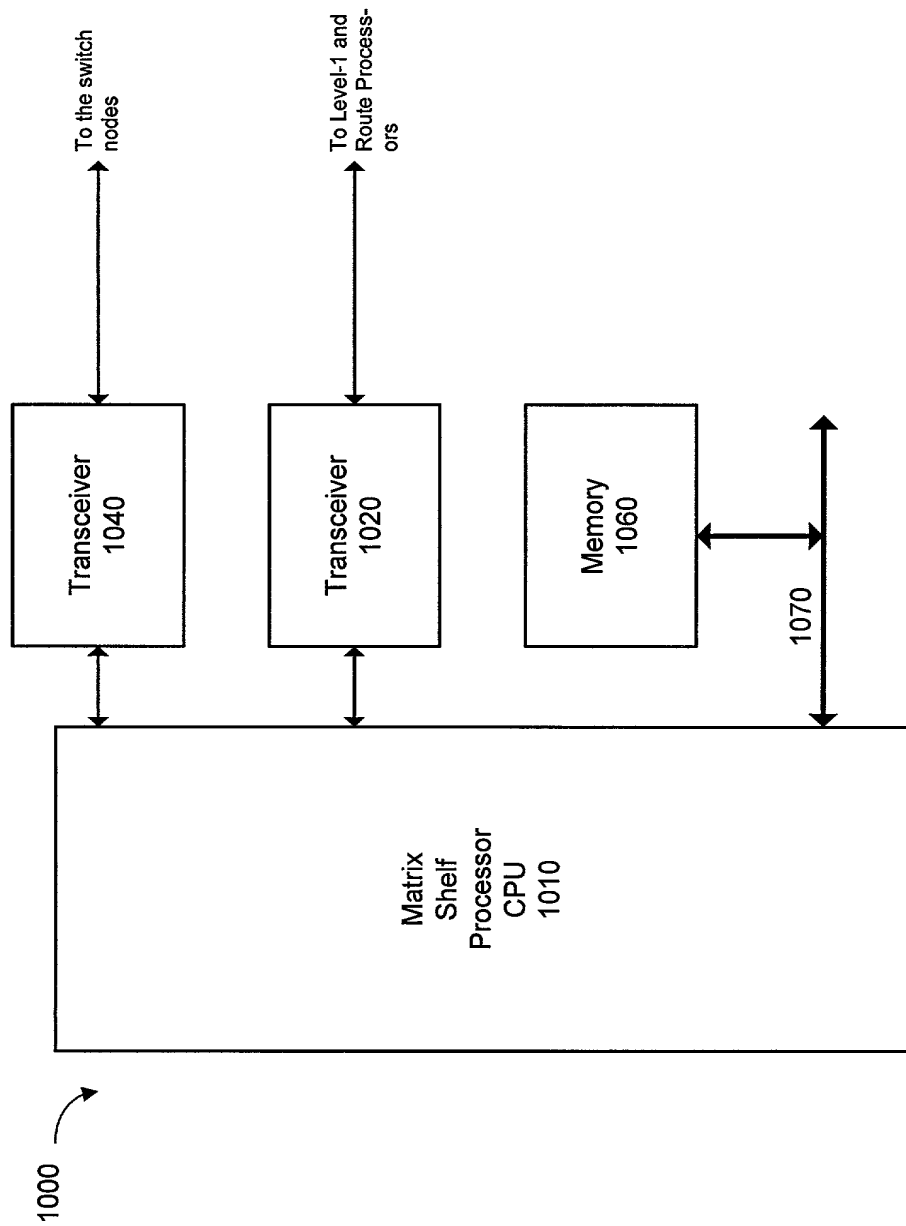 1000
Matrix
Shelf
Processor
CPU
1010
Transceiver
1040
Transceiver
1020
Memory
1060
1070
To the switch
nodes
To Level-1 and
Route Process-
ors